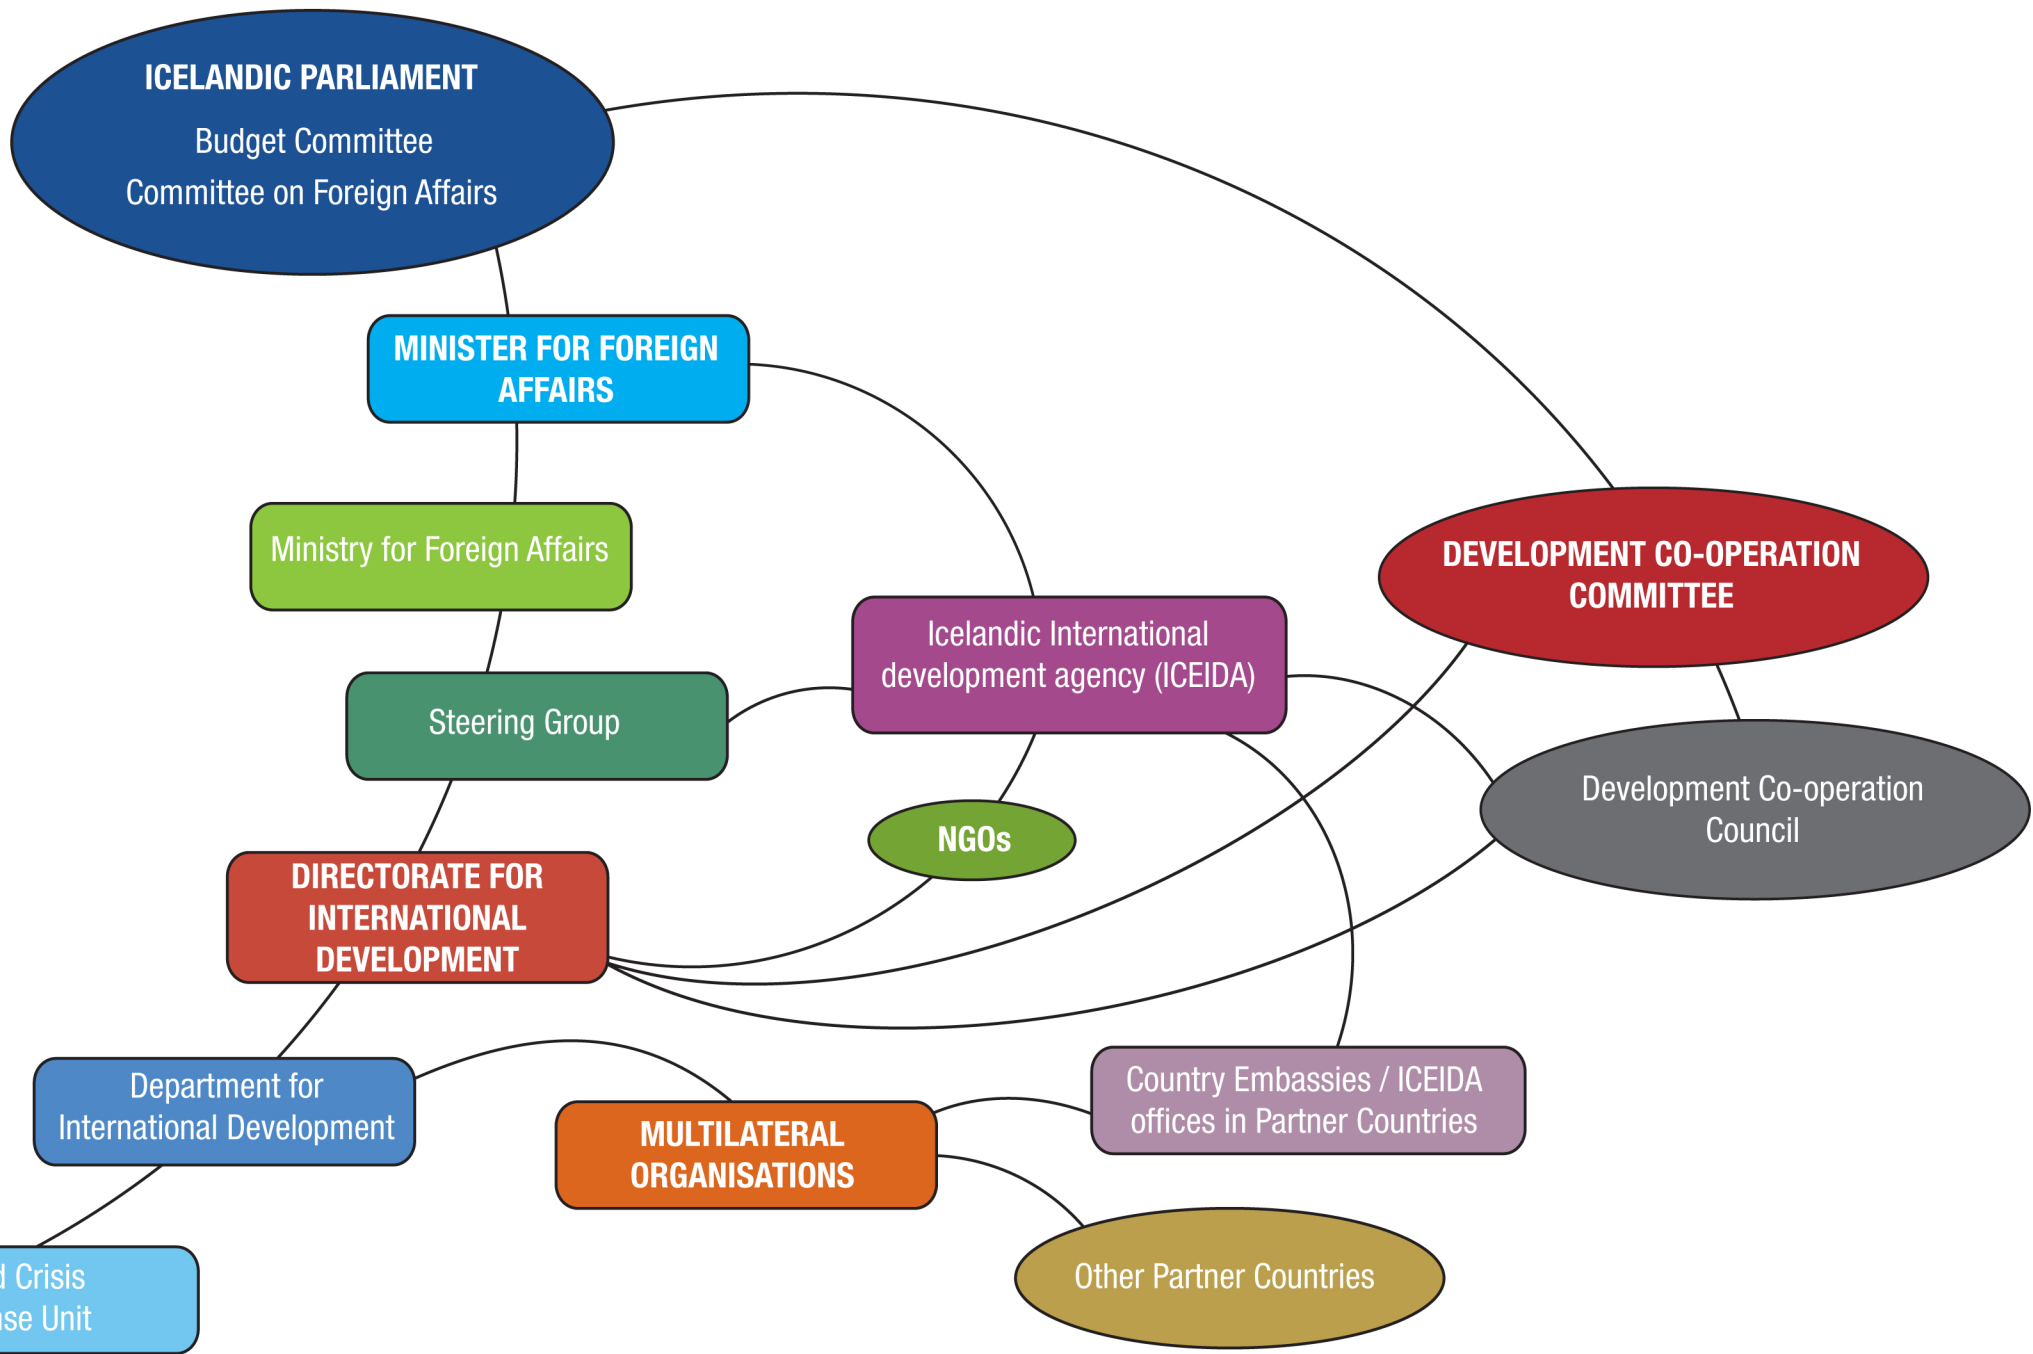 ICELANDIC PARLIAMENT
Budget Committee
Committee on Foreign Affairs
MINISTER FOR FOREIGN
AFFAIRS
Ministry for Foreign Affairs
DEVELOPMENT CO-OPERATION
COMMITTEE
Icelandic International
development agency (ICEIDA)
Steering Group
Development Co-operation
Council
NGOs
DIRECTORATE FOR
INTERNATIONAL
DEVELOPMENT
Department for
International Development
Country Embassies / ICEIDA
offices in Partner Countries
MULTILATERAL
ORGANISATIONS
Crisis
Unit
Other Partner Countries